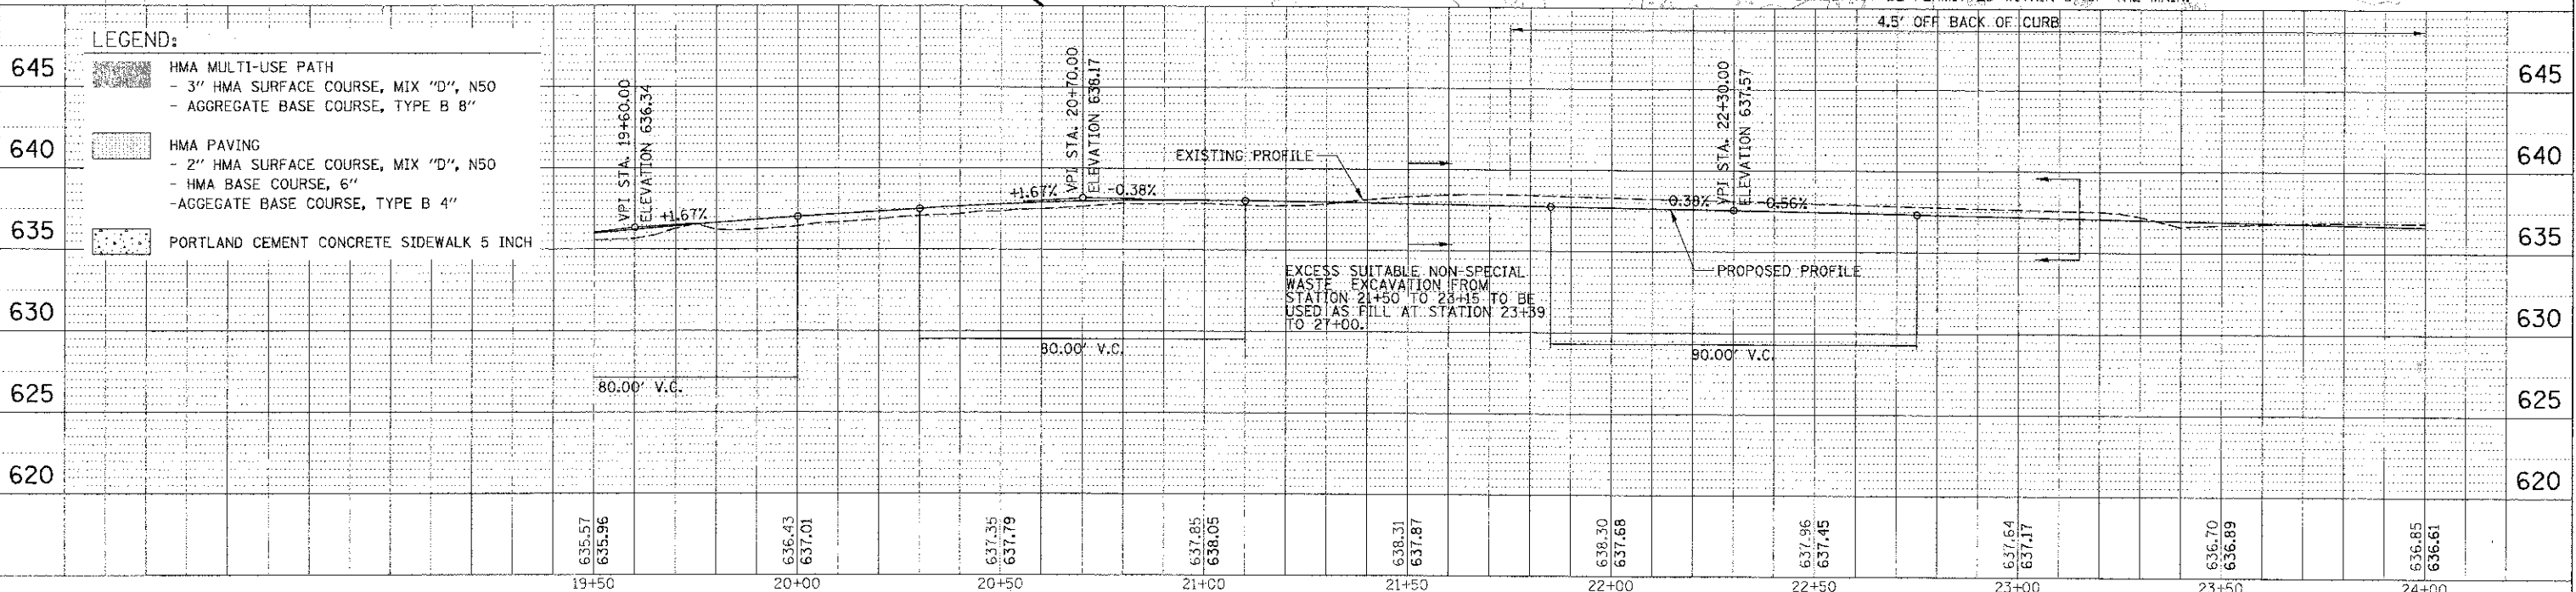 4.5' OFF BACK OF CURB
LEGEND:
HMA MULTI-USE PATH
- 3" HMA SURFACE COURSE, MIX "D", N50
- AGGREGATE BASE COURSE, TYPE B 8"
HMA PAVING
- 2" HMA SURFACE COURSE, MIX "D", N50
- HMA BASE COURSE, 6"
-AGGEGATE BASE COURSE, TYPE B 4"
PORTLAND CEMENT CONCRETE SIDEWALK 5 INCH
645
640
635
630
625
620
VPI STA. 19+60.00
ELEVATION 636.34
+1.67%
+1.67%
VPI STA. 20+70.00
ELEVATION 638.17
-0.38%
EXISTING PROFILE
-0.38%
VPI STA. 22+30.00
ELEVATION 637.57
-0.56%
PROPOSED PROFILE
EXCESS SUITABLE NON-SPECIAL
WASTE EXCAVATION FROM
STATION 21+50 TO 23+15 TO BE
USED AS FILL AT STATION 23+39
TO 27+00.
80.00' V.C.
80.00' V.C.
90.00' V.C.
645
640
635
630
625
620
635.57
635.96
636.43
637.01
637.35
637.79
637.85
638.05
638.31
637.87
638.30
637.68
637.96
637.45
637.64
637.17
636.70
636.89
636.85
636.61
19+50
20+00
20+50
21+00
21+50
22+00
22+50
23+00
23+50
24+00